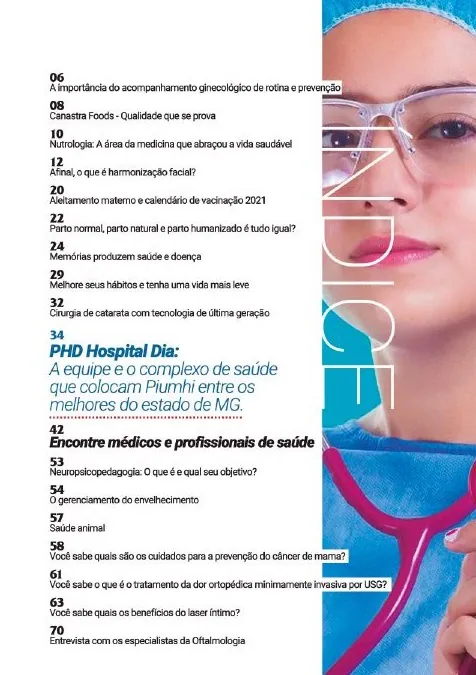 06
A importância do acompanhamento ginecológico de rotina e prevenção
08
Canastra Foods - Qualidade que se prova
10
Nutrologia: A área da medicina que abraçou a vida saudável
12
Afinal, o que é harmonização facial?
20
Aleitamento materno e calendário de vacinação 2021
22
Parto normal, parto natural e parto humanizado é tudo igual?
24
Memórias produzem saúde e doença
29
Melhore seus hábitos e tenha uma vida mais leve
32
Cirurgia de catarata com tecnologia de última geração
34
PHD Hospital Dia:
A equipe e o complexo de saúde
que colocam Piumhi entre os
melhores do estado de MG.
42
Encontre médicos e profissionais de saúde
53
Neuropsicopedagogia: O que é e qual seu objetivo?
54
O gerenciamento do envelhecimento
57
Saúde animal
58
Você sabe quais são os cuidados para a prevenção do câncer de mama?
61
Você sabe o que é o tratamento da dor ortopédica minimamente invasiva por USG?
63
Você sabe quais os benefícios do laser íntimo?
70
Entrevista com os especialistas da Oftalmologia
INDICE